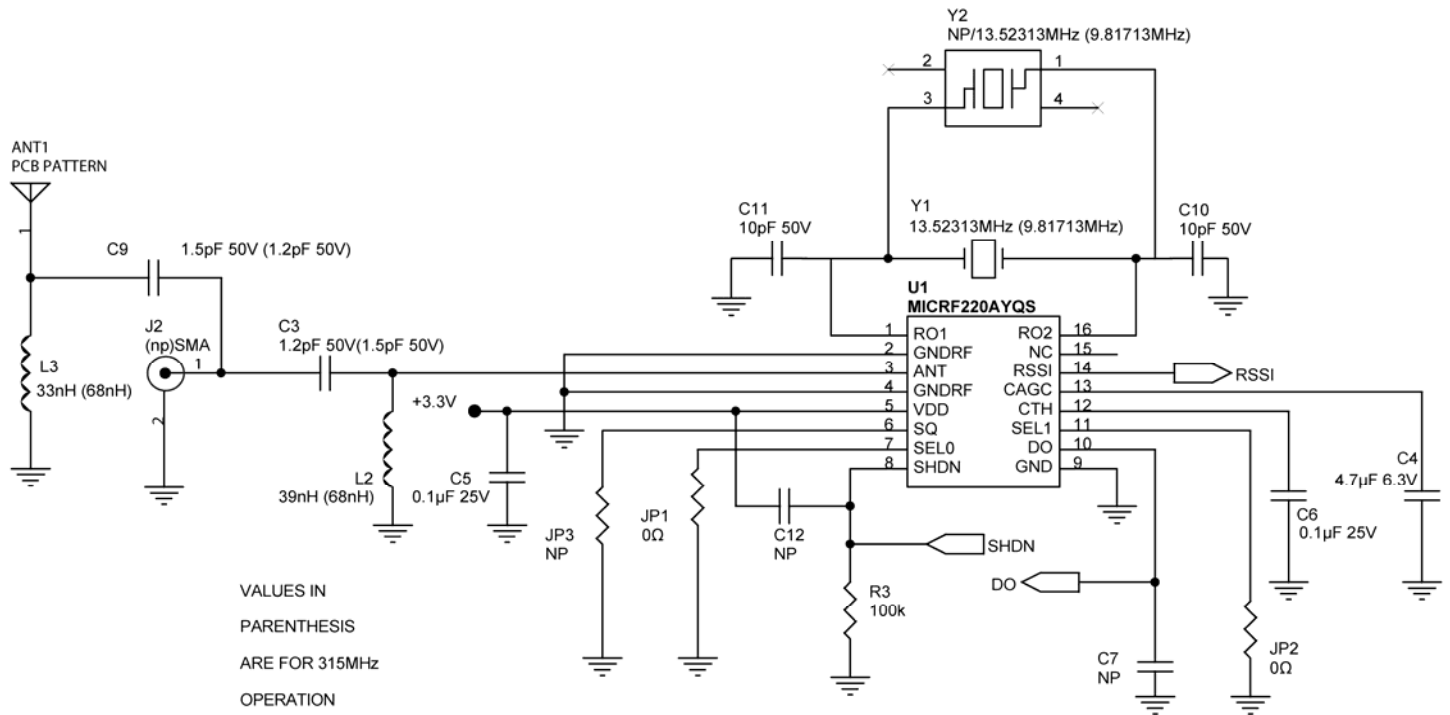 Y2
NP/13.52313MHz (9.81713MHz)
2
1
3
4
ANT1
PCB PATTERN
1
C9
1.5pF 50V (1.2pF 50V)
C11
10pF 50V
Y1
13.52313MHz (9.81713MHz)
C10
10pF 50V
U1
MICRF220AYQS
J2
(np)SMA
1
2
C3
1.2pF 50V(1.5pF 50V)
L3
33nH (68nH)
+3.3V
1 RO1 RO2 16
2 GNDRF NC 15
3 ANT RSSI 14
4 GNDRF CAGC 13
5 VDD CTH 12
6 SQ SEL1 11
7 SEL0 DO 10
8 SHDN GND 9
RSSI
L2
39nH (68nH)
C5
0.1µF 25V
C4
4.7µF 6.3V
C6
0.1µF 25V
JP3
NP
JP1
0Ω
C12
NP
SHDN
DO
R3
100k
C7
NP
JP2
0Ω
VALUES IN
PARENTHESIS
ARE FOR 315MHz
OPERATION